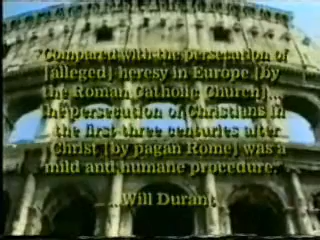 "Compared with the persecution of
[alleged] heresy in Europe [by
the Roman Catholic Church]...
the persecution of Christians in
the first three centuries after
Christ [by pagan Rome] was a
mild and humane procedure."
...Will Durant